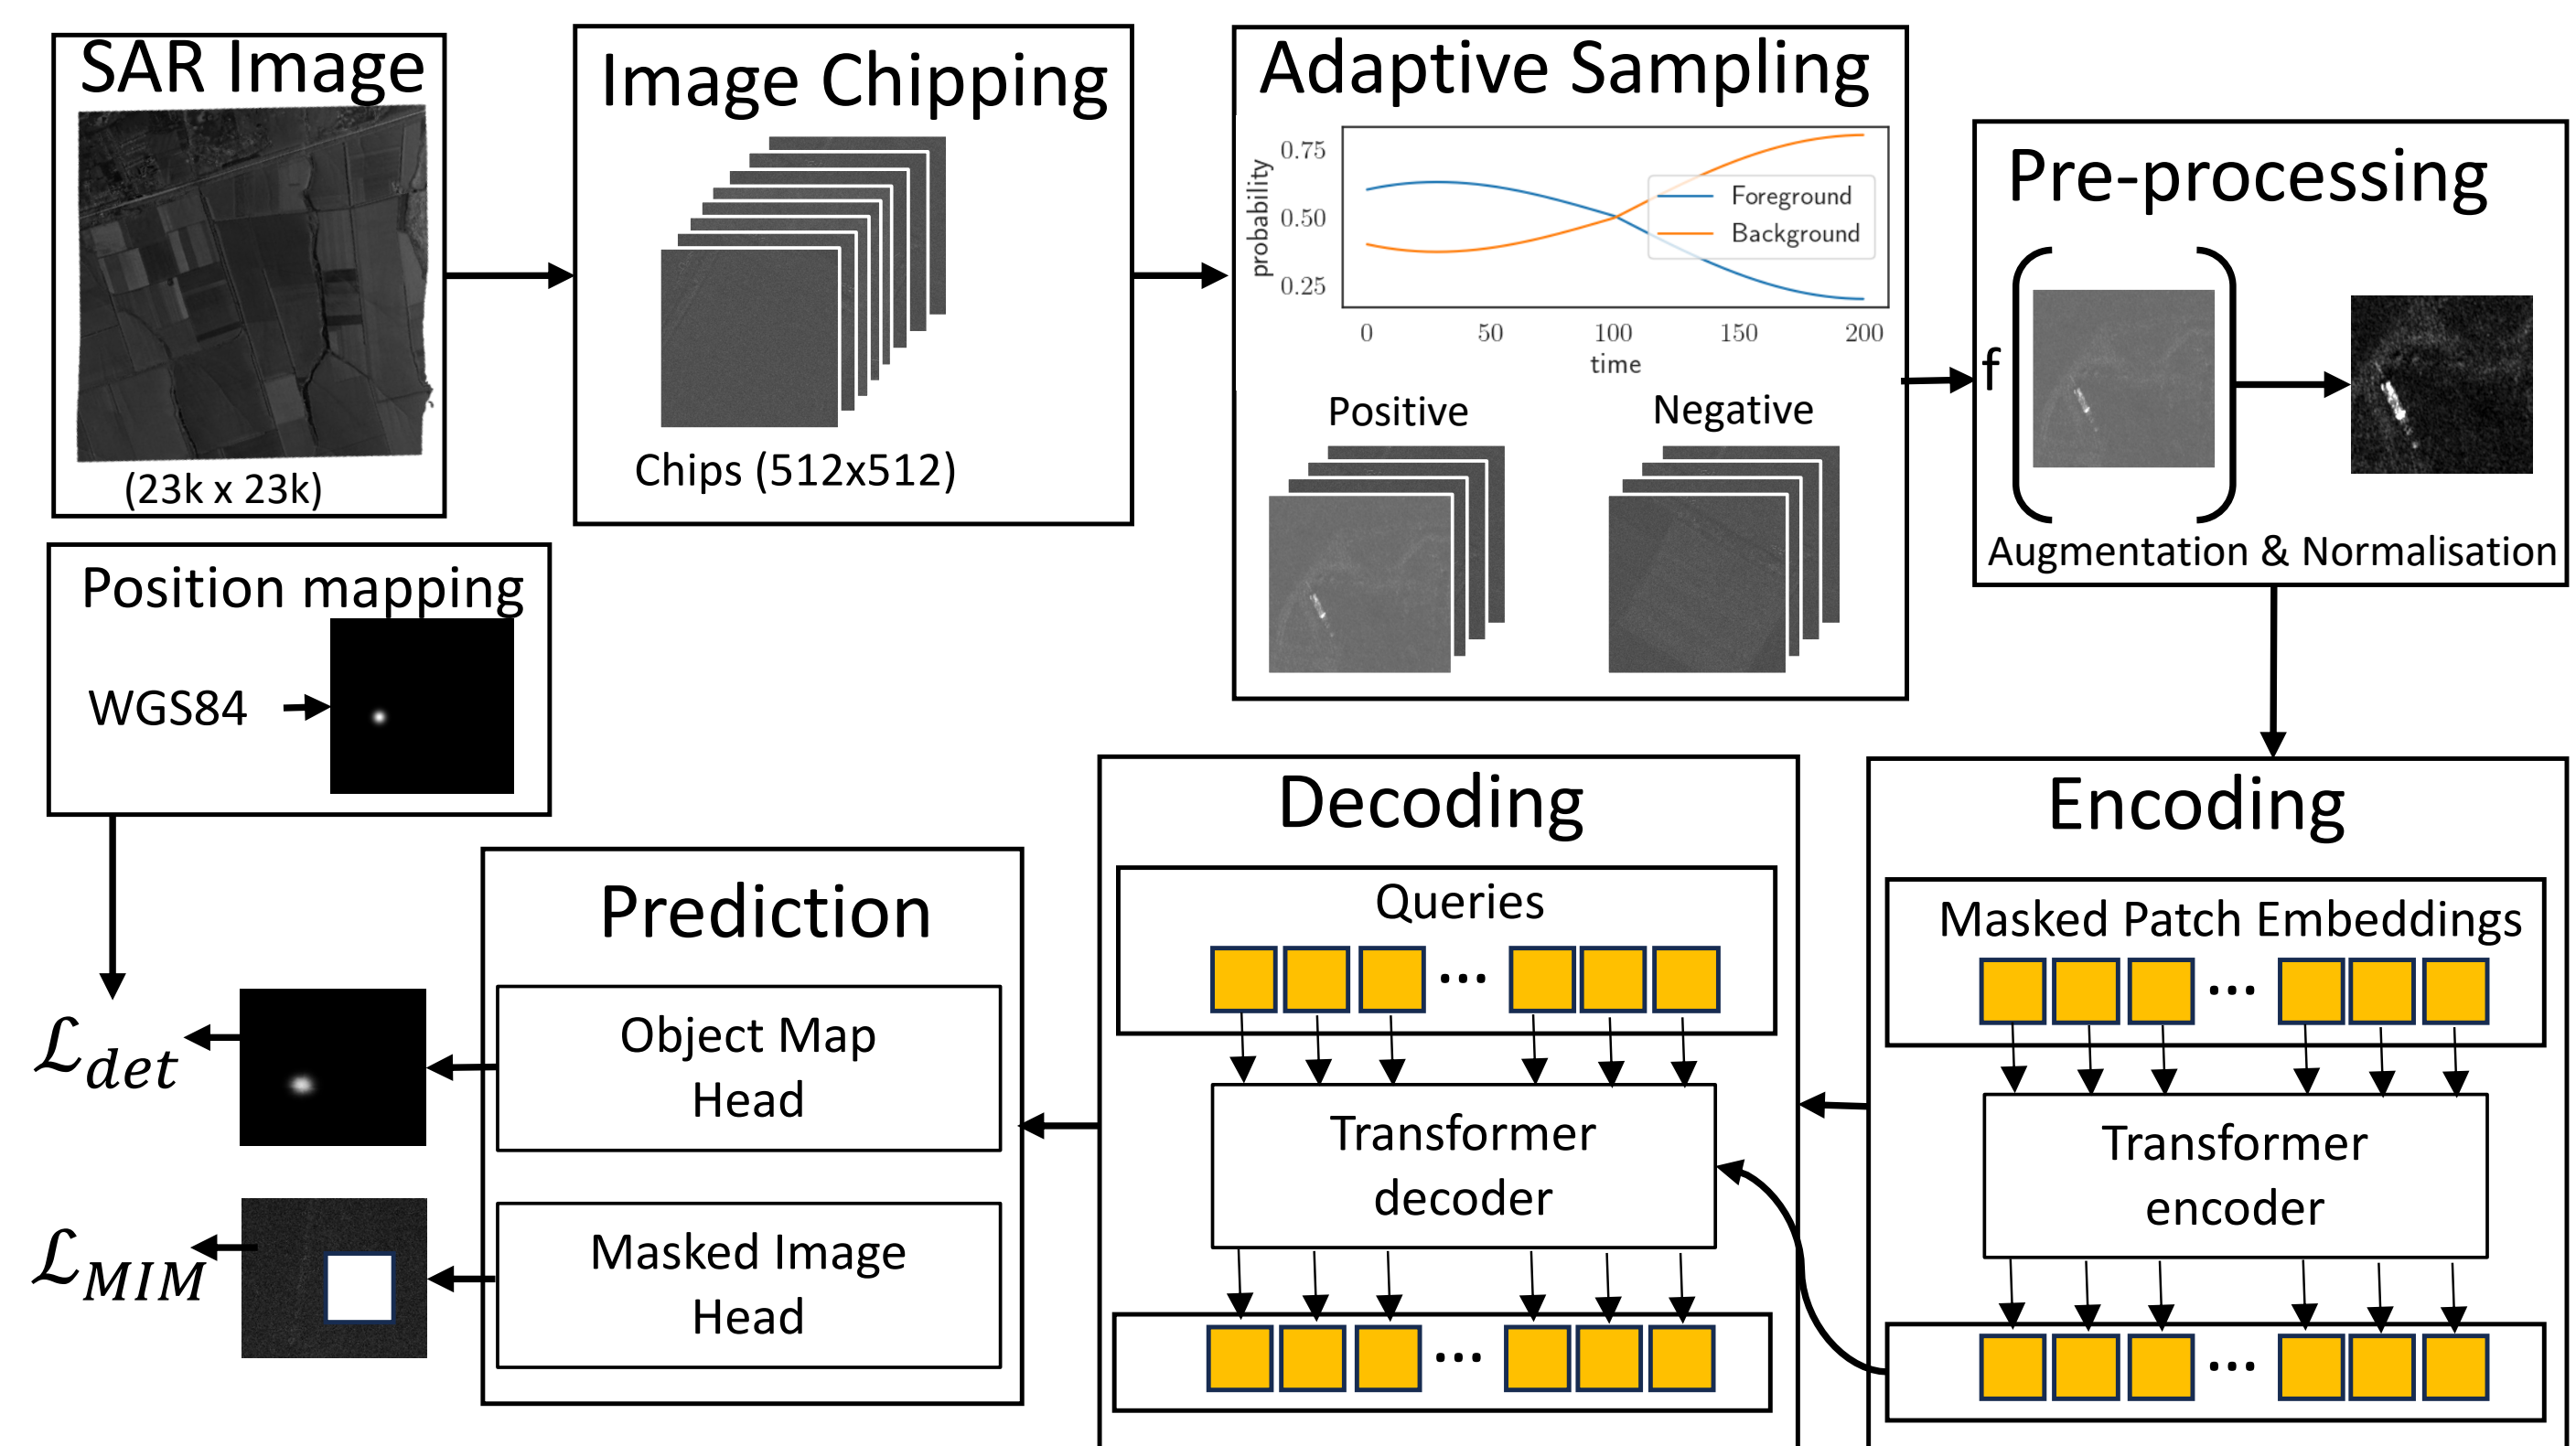 SAR Image
(23k x 23k)
Image Chipping
Chips (512x512)
Adaptive Sampling
probability
0.75
0.50
0.25
Foreground
Background
0 50 100 150 200
time
Positive Negative
Pre-processing
f
Augmentation & Normalisation
Position mapping
WGS84
Encoding
Masked Patch Embeddings
...
Transformer
encoder
...
Decoding
Queries
...
Transformer
decoder
...
Prediction
Object Map
Head
Masked Image
Head
ℒdet
ℒMIM